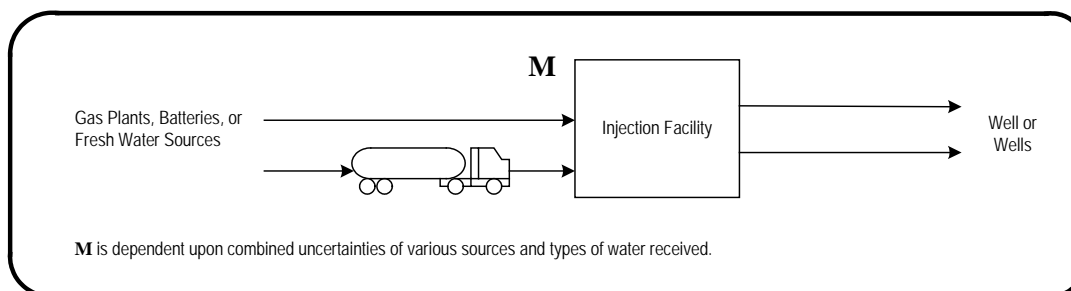 M
Gas Plants, Batteries, or
Fresh Water Sources
Injection Facility
Well or
Wells
M is dependent upon combined uncertainties of various sources and types of water received.